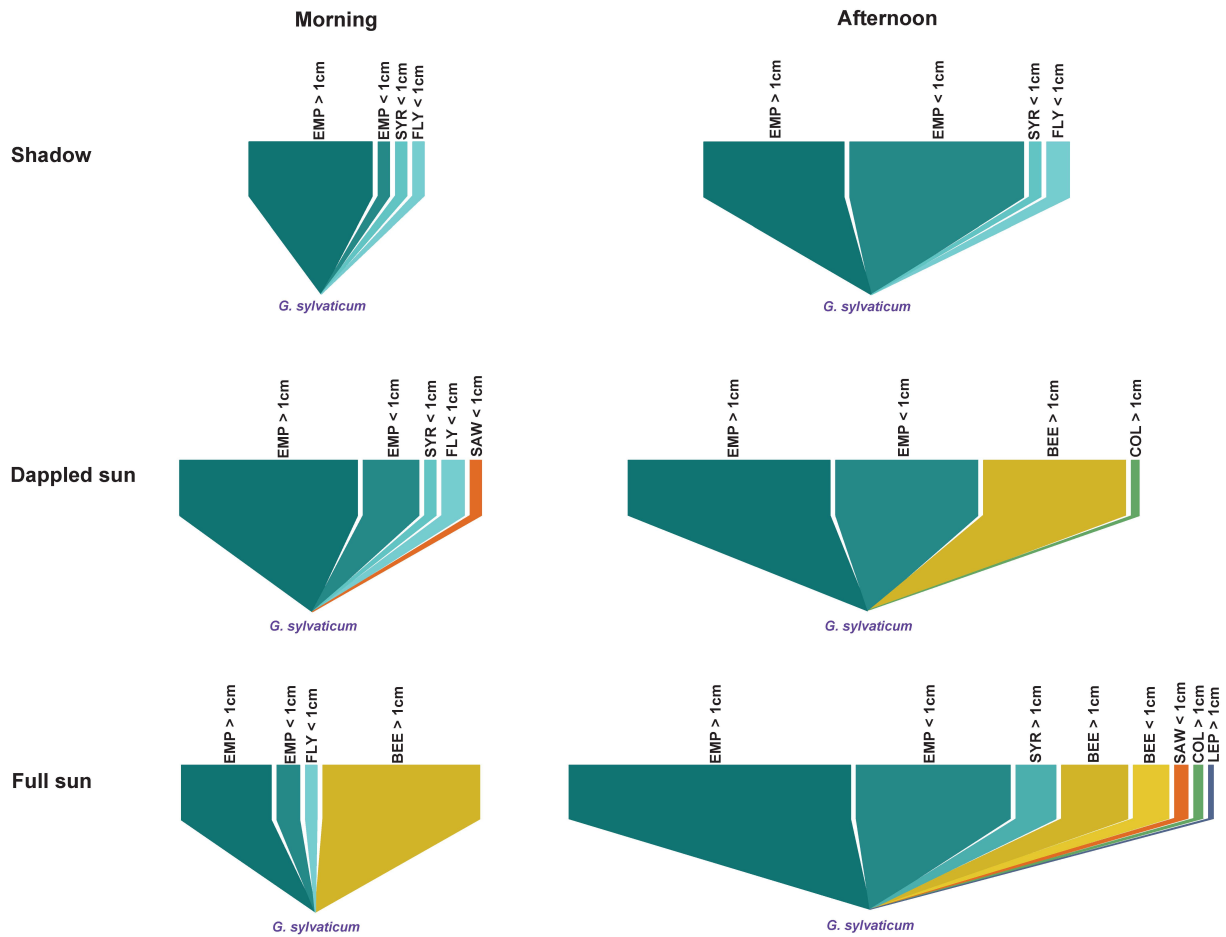 Morning
Afternoon
Shadow
EMP > 1cm
EMP < 1cm
SYR < 1cm
FLY < 1cm
G. sylvaticum
EMP > 1cm
EMP < 1cm
SYR < 1cm
FLY < 1cm
G. sylvaticum
Dappled sun
EMP > 1cm
EMP < 1cm
SYR < 1cm
FLY < 1cm
SAW < 1cm
G. sylvaticum
EMP > 1cm
EMP < 1cm
BEE > 1cm
COL > 1cm
G. sylvaticum
Full sun
EMP > 1cm
EMP < 1cm
FLY < 1cm
BEE > 1cm
G. sylvaticum
EMP > 1cm
EMP < 1cm
SYR > 1cm
BEE > 1cm
BEE < 1cm
SAW < 1cm
COL > 1cm
LEP > 1cm
G. sylvaticum